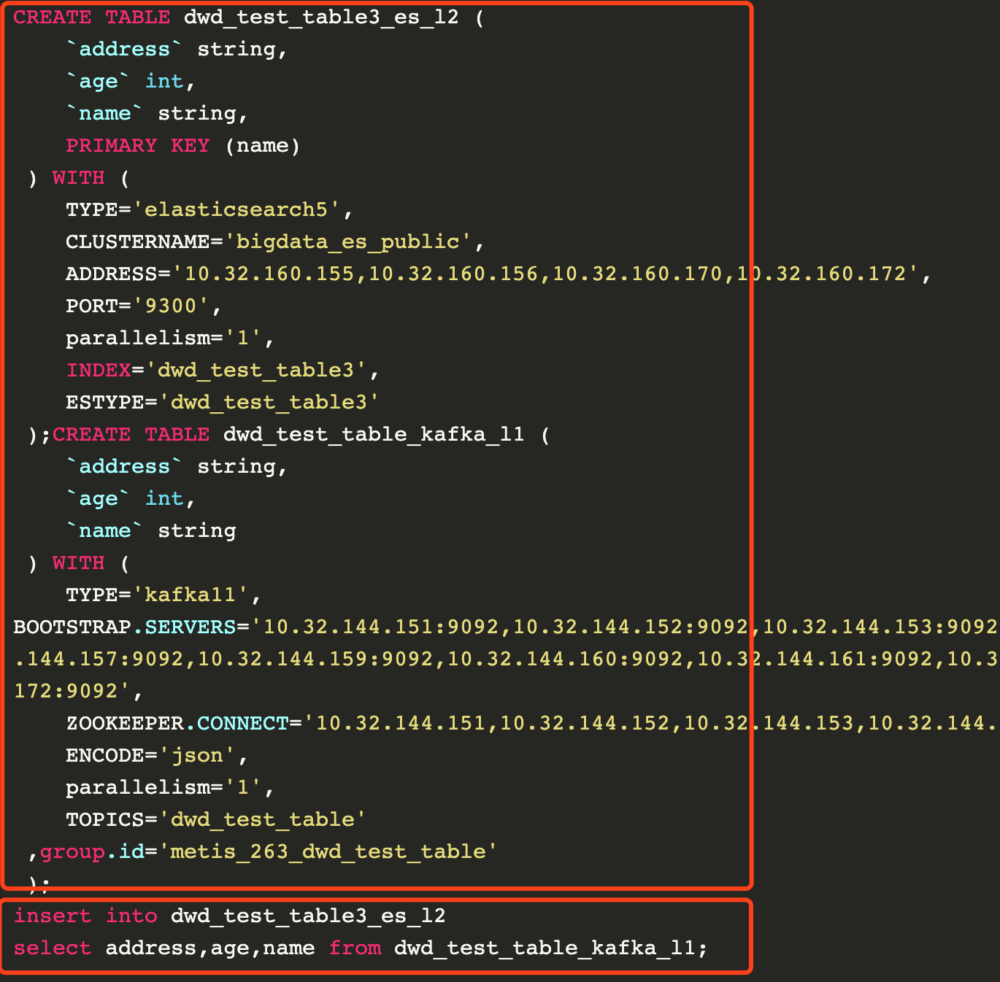 CREATE TABLE dwd_test_table3_es_l2 (
`address` string,
`age` int,
`name` string,
PRIMARY KEY (name)
) WITH (
TYPE='elasticsearch5',
CLUSTERNAME='bigdata_es_public',
ADDRESS='10.32.160.155,10.32.160.156,10.32.160.170,10.32.160.172',
PORT='9300',
parallelism='1',
INDEX='dwd_test_table3',
ESTYPE='dwd_test_table3'
);CREATE TABLE dwd_test_table_kafka_l1 (
`address` string,
`age` int,
`name` string
) WITH (
TYPE='kafka11',
BOOTSTRAP.SERVERS='10.32.144.151:9092,10.32.144.152:9092,10.32.144.153:9092
.144.157:9092,10.32.144.159:9092,10.32.144.160:9092,10.32.144.161:9092,10.3
172:9092',
ZOOKEEPER.CONNECT='10.32.144.151,10.32.144.152,10.32.144.153,10.32.144.
ENCODE='json',
parallelism='1',
TOPICS='dwd_test_table'
,group.id='metis_263_dwd_test_table'
);
insert into dwd_test_table3_es_l2
select address,age,name from dwd_test_table_kafka_l1;